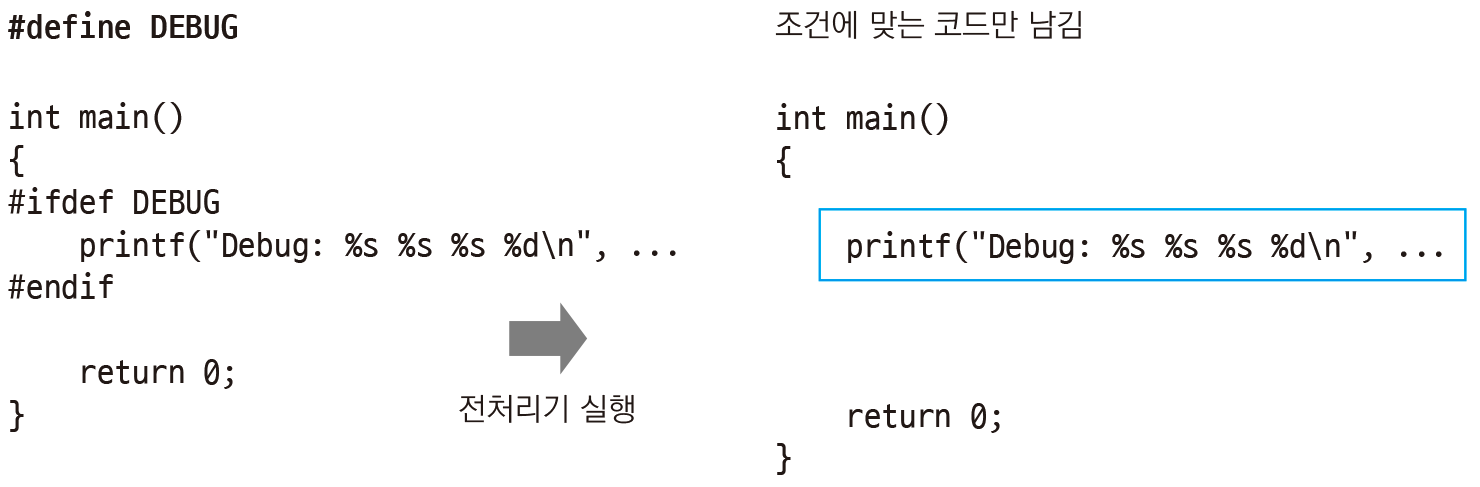 #define DEBUG
int main()
{
#ifdef DEBUG
    printf("Debug: %s %s %s %d\n", ...
#endif
    return 0;
}
전처리기 실행
조건에 맞는 코드만 남김
int main()
{
    printf("Debug: %s %s %s %d\n", ...
    return 0;
}